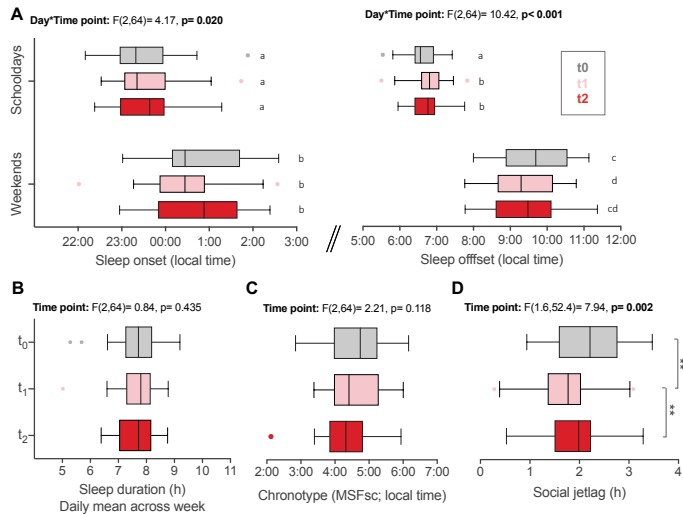 A
Day*Time point: F(2,64)= 4.17, p= 0.020
Day*Time point: F(2,64)= 10.42, p< 0.001
Schooldays
a
a
a
a
b
b
t0
t1
t2
Weekends
b
b
b
c
d
cd
22:00 23:00 00:00 1:00 2:00 3:00
Sleep onset (local time)
//
5:00 6:00 7:00 8:00 9:00 10:00 11:00 12:00
Sleep offfset (local time)
B
Time point: F(2,64)= 0.84, p= 0.435
t0
t1
t2
5 6 7 8 9 10 11
Sleep duration (h)
Daily mean across week
C
Time point: F(2,64)= 2.21, p= 0.118
2:00 3:00 4:00 5:00 6:00 7:00
Chronotype (MSFsc; local time)
D
Time point: F(1.6,52.4)= 7.94, p= 0.002
**
**
0 1 2 3 4
Social jetlag (h)